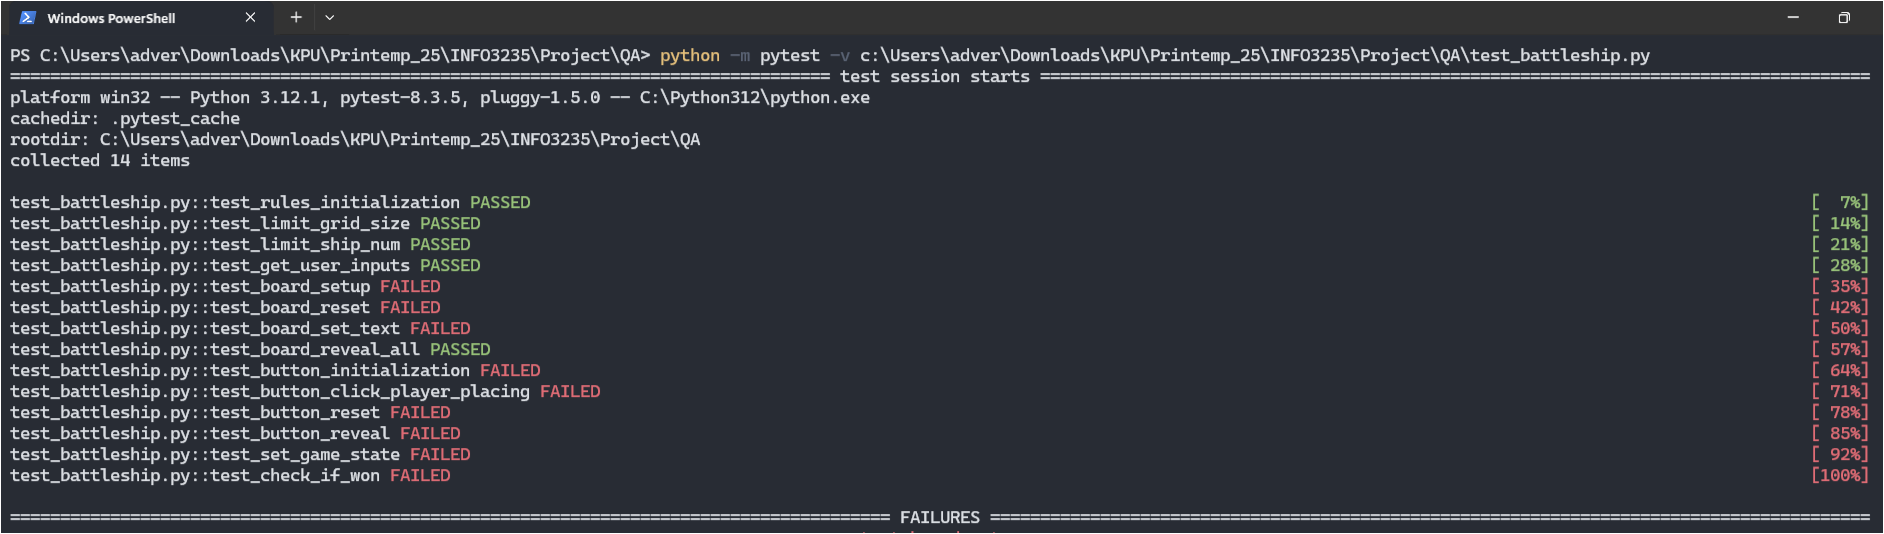 Windows PowerShell
PS C:\Users\adver\Downloads\KPU\Printemp_25\INFO3235\Project\QA> python -m pytest -v c:\Users\adver\Downloads\KPU\Printemp_25\INFO3235\Project\QA\test_battleship.py
================================================================================== test session starts ===================================================================================
platform win32 -- Python 3.12.1, pytest-8.3.5, pluggy-1.5.0 -- C:\Python312\python.exe
cachedir: .pytest_cache
rootdir: C:\Users\adver\Downloads\KPU\Printemp_25\INFO3235\Project\QA
collected 14 items
test_battleship.py::test_rules_initialization PASSED [  7%]
test_battleship.py::test_limit_grid_size PASSED [ 14%]
test_battleship.py::test_limit_ship_num PASSED [ 21%]
test_battleship.py::test_get_user_inputs PASSED [ 28%]
test_battleship.py::test_board_setup FAILED [ 35%]
test_battleship.py::test_board_reset FAILED [ 42%]
test_battleship.py::test_board_set_text FAILED [ 50%]
test_battleship.py::test_board_reveal_all PASSED [ 57%]
test_battleship.py::test_button_initialization FAILED [ 64%]
test_battleship.py::test_button_click_player_placing FAILED [ 71%]
test_battleship.py::test_button_reset FAILED [ 78%]
test_battleship.py::test_button_reveal FAILED [ 85%]
test_battleship.py::test_set_game_state FAILED [ 92%]
test_battleship.py::test_check_if_won FAILED [100%]
======================================================================================== FAILURES ========================================================================================